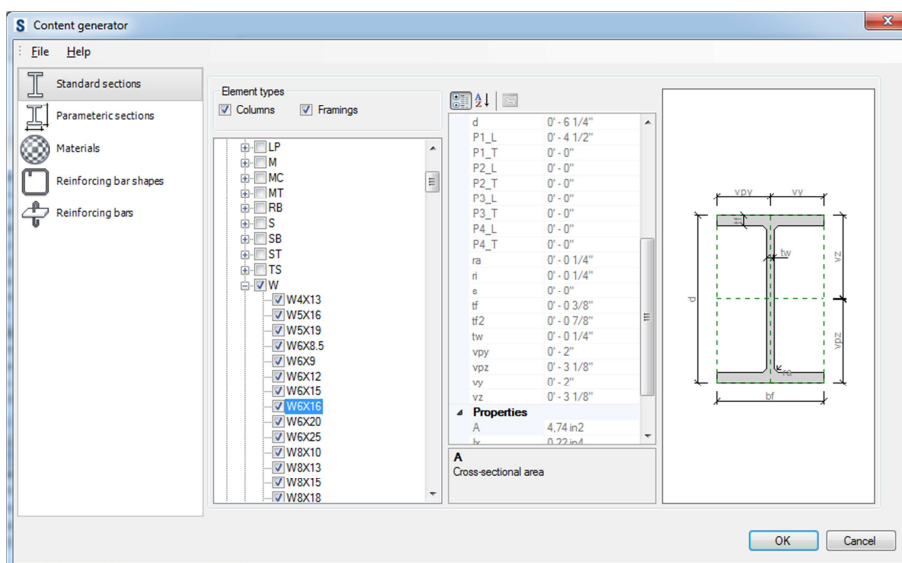 S Content generator
x
File Help
Standard sections
Parameteric sections
Materials
Reinforcing bar shapes
Reinforcing bars
Element types
Columns Framings
LP
M
MC
MT
RB
S
SB
ST
TS
W
W4X13
W5X16
W5X19
W6X8.5
W6X9
W6X12
W6X15
W6X16
W6X20
W6X25
W8X10
W8X13
W8X15
W8X18
d 0' - 6 1/4"
P1_L 0' - 4 1/2"
P1_T 0' - 0"
P2_L 0' - 0"
P2_T 0' - 0"
P3_L 0' - 0"
P3_T 0' - 0"
P4_L 0' - 0"
P4_T 0' - 0"
ra 0' - 0 1/4"
ri 0' - 0 1/4"
s 0' - 0"
tf 0' - 0 3/8"
tf2 0' - 0 7/8"
tw 0' - 0 1/4"
vpy 0' - 2"
vpz 0' - 3 1/8"
vy 0' - 2"
vz 0' - 3 1/8"
Properties
A 4,74 in2
Ix 0,22 in4
A
Cross-sectional area
vpy vy
tf
tw
vz
d
vpz
ra
bf
OK Cancel